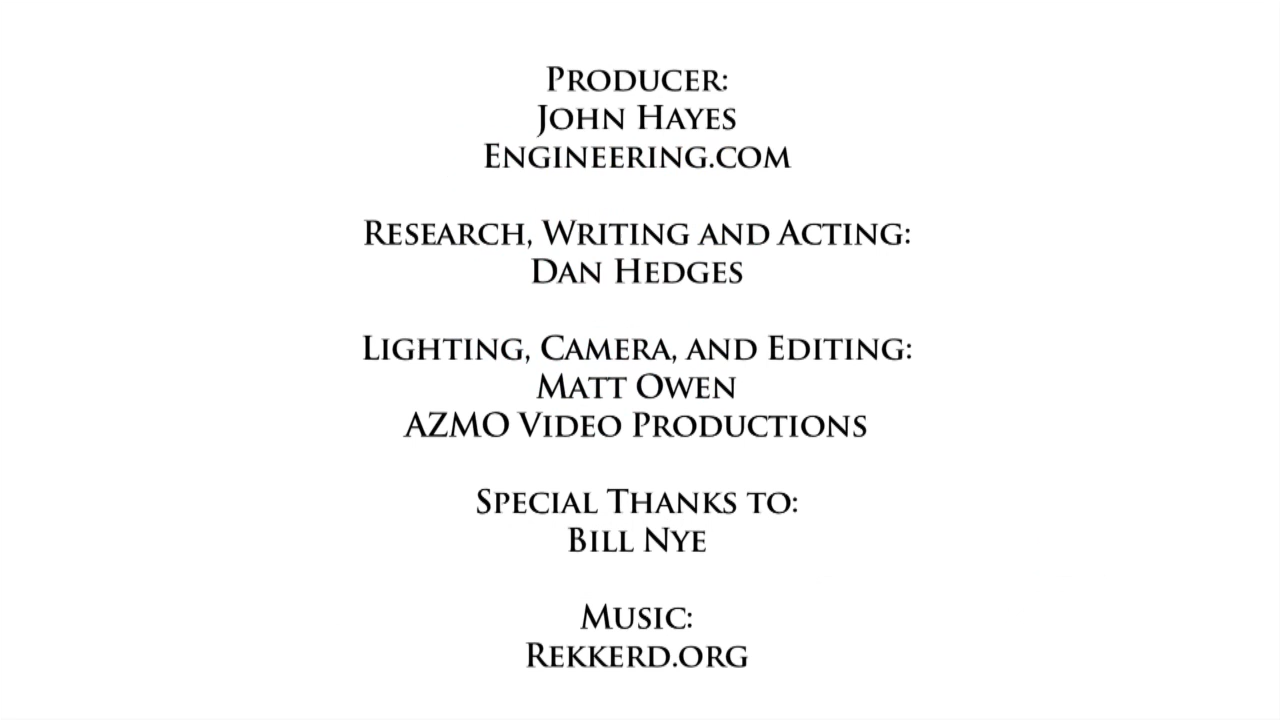 Producer:
John Hayes
Engineering.com
Research, Writing and Acting:
Dan Hedges
Lighting, Camera, and Editing:
Matt Owen
AZMO Video Productions
Special Thanks to:
Bill Nye
Music:
Rekkerd.org